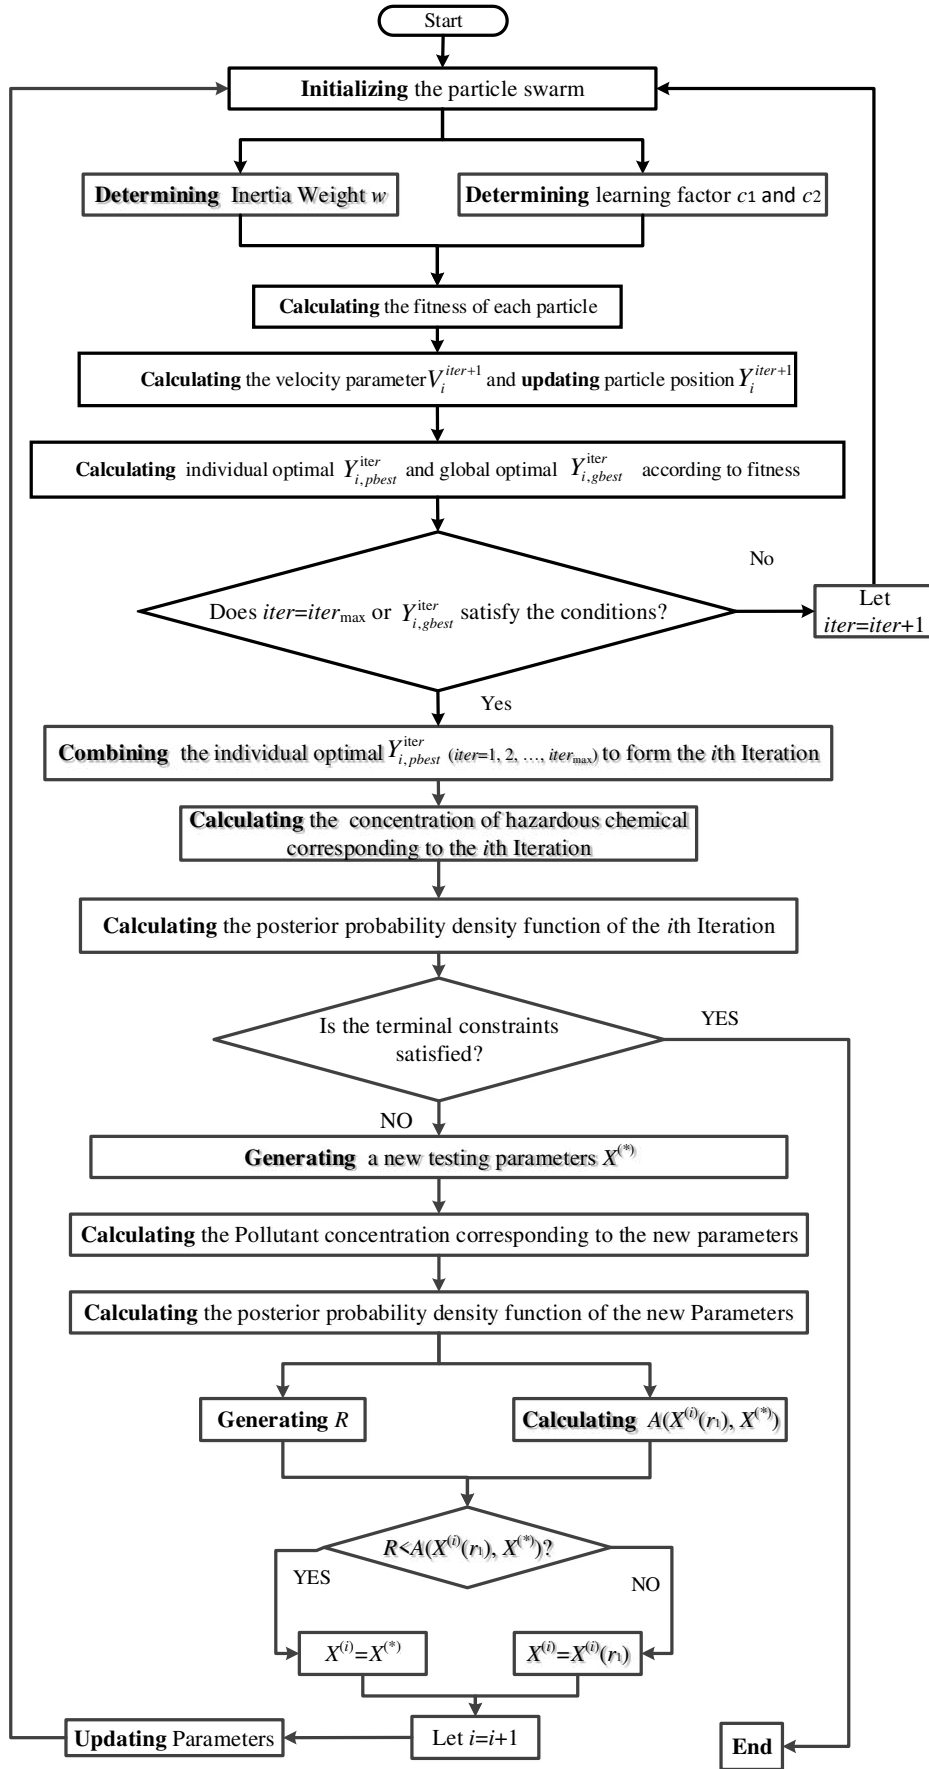 Start
Initializing the particle swarm
Determining Inertia Weight w
Determining learning factor c1 and c2
Calculating the fitness of each particle
Calculating the velocity parameter V_i^{iter+1} and updating particle position Y_i^{iter+1}
Calculating individual optimal Y_{i,pbest}^{iter} and global optimal Y_{i,gbest}^{iter} according to fitness
No
Does iter=iter_{max} or Y_{i,gbest}^{iter} satisfy the conditions?
Let
iter=iter+1
Yes
Combining the individual optimal Y_{i,pbest}^{iter} (iter=1, 2, …, iter_{max}) to form the ith Iteration
Calculating the concentration of hazardous chemical
corresponding to the ith Iteration
Calculating the posterior probability density function of the ith Iteration
Is the terminal constraints
satisfied?
YES
NO
Generating a new testing parameters X^{(*)}
Calculating the Pollutant concentration corresponding to the new parameters
Calculating the posterior probability density function of the new Parameters
Generating R
Calculating A(X^{(i)}(r_1), X^{(*)})
R<A(X^{(i)}(r_1), X^{(*)})?
YES
NO
X^{(i)}=X^{(*)}
X^{(i)}=X^{(i)}(r_1)
Updating Parameters
Let i=i+1
End